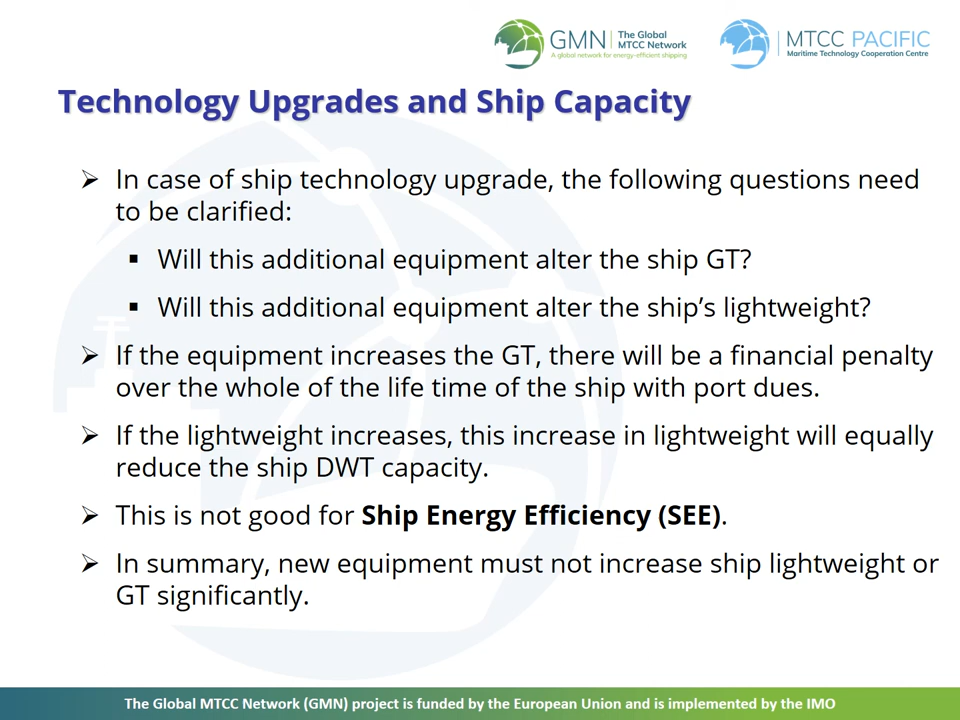 GMN
The Global
MTCC Network
A global network for energy-efficient shipping
MTCC PACIFIC
Maritime Technology Cooperation Centre
Technology Upgrades and Ship Capacity
➢ In case of ship technology upgrade, the following questions need
to be clarified:
▪ Will this additional equipment alter the ship GT?
▪ Will this additional equipment alter the ship’s lightweight?
➢ If the equipment increases the GT, there will be a financial penalty
over the whole of the life time of the ship with port dues.
➢ If the lightweight increases, this increase in lightweight will equally
reduce the ship DWT capacity.
➢ This is not good for Ship Energy Efficiency (SEE).
➢ In summary, new equipment must not increase ship lightweight or
GT significantly.
The Global MTCC Network (GMN) project is funded by the European Union and is implemented by the IMO